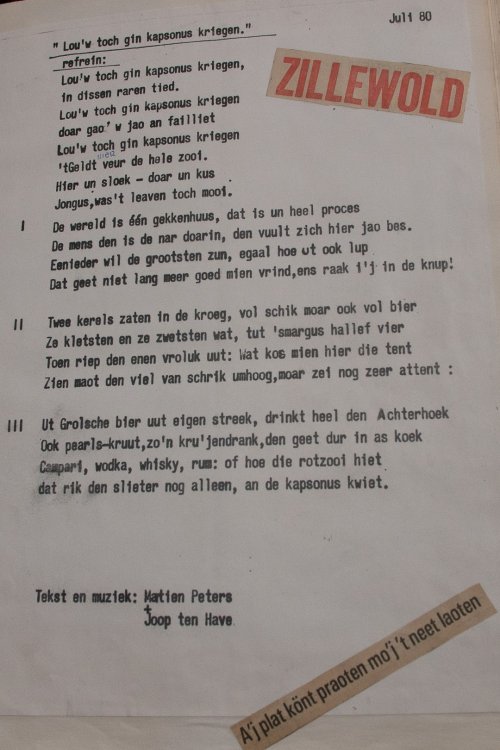 Juli 80
" Lou'w toch gin kapsonus kriegen."
ZILLEWOLD
refrein:
Lou'w toch gin kapsonus kriegen,
in dissen raren tied.
Lou'w toch gin kapsonus kriegen
doar gao' w jao an failliet
Lou'w toch gin kapsonus kriegen
'tGeldt veur de hele zooi.
Hier un sloek - doar un kus
Jongus,was't leaven toch mooi.
I De wereld is één gekkenhuus, dat is un heel proces
De mens den is de nar doarin, den vuult zich hier jao bes.
Eenieder wil de grootsten zun, egaal hoe ut ook lup
Dat geet niet lang meer goed mien vrind,ens raak i'j in de knup!
II Twee kerels zaten in de kroeg, vol schik moar ook vol bier
Ze kletsten en ze zwetsten wat, tut 'smargus hallef vier
Toen riep den enen vroluk uut: Wat kos mien hier die tent
Zien maot den viel van schrik umhoog,moar zei nog zeer attent :
III Ut Grolsche bier uut eigen streek, drinkt heel den Achterhoek
Ook pearls-kruut,zo'n kru'jendrank,den geet dur in as koek
Campari, wodka, whisky, rum: of hoe die rotzooi hiet
dat rik den slieter nog alleen, an de kapsonus kwiet.
Tekst en muziek: Matien Peters
+
Joop ten Have
A'j plat könt praoten mo'j 't neet laoten